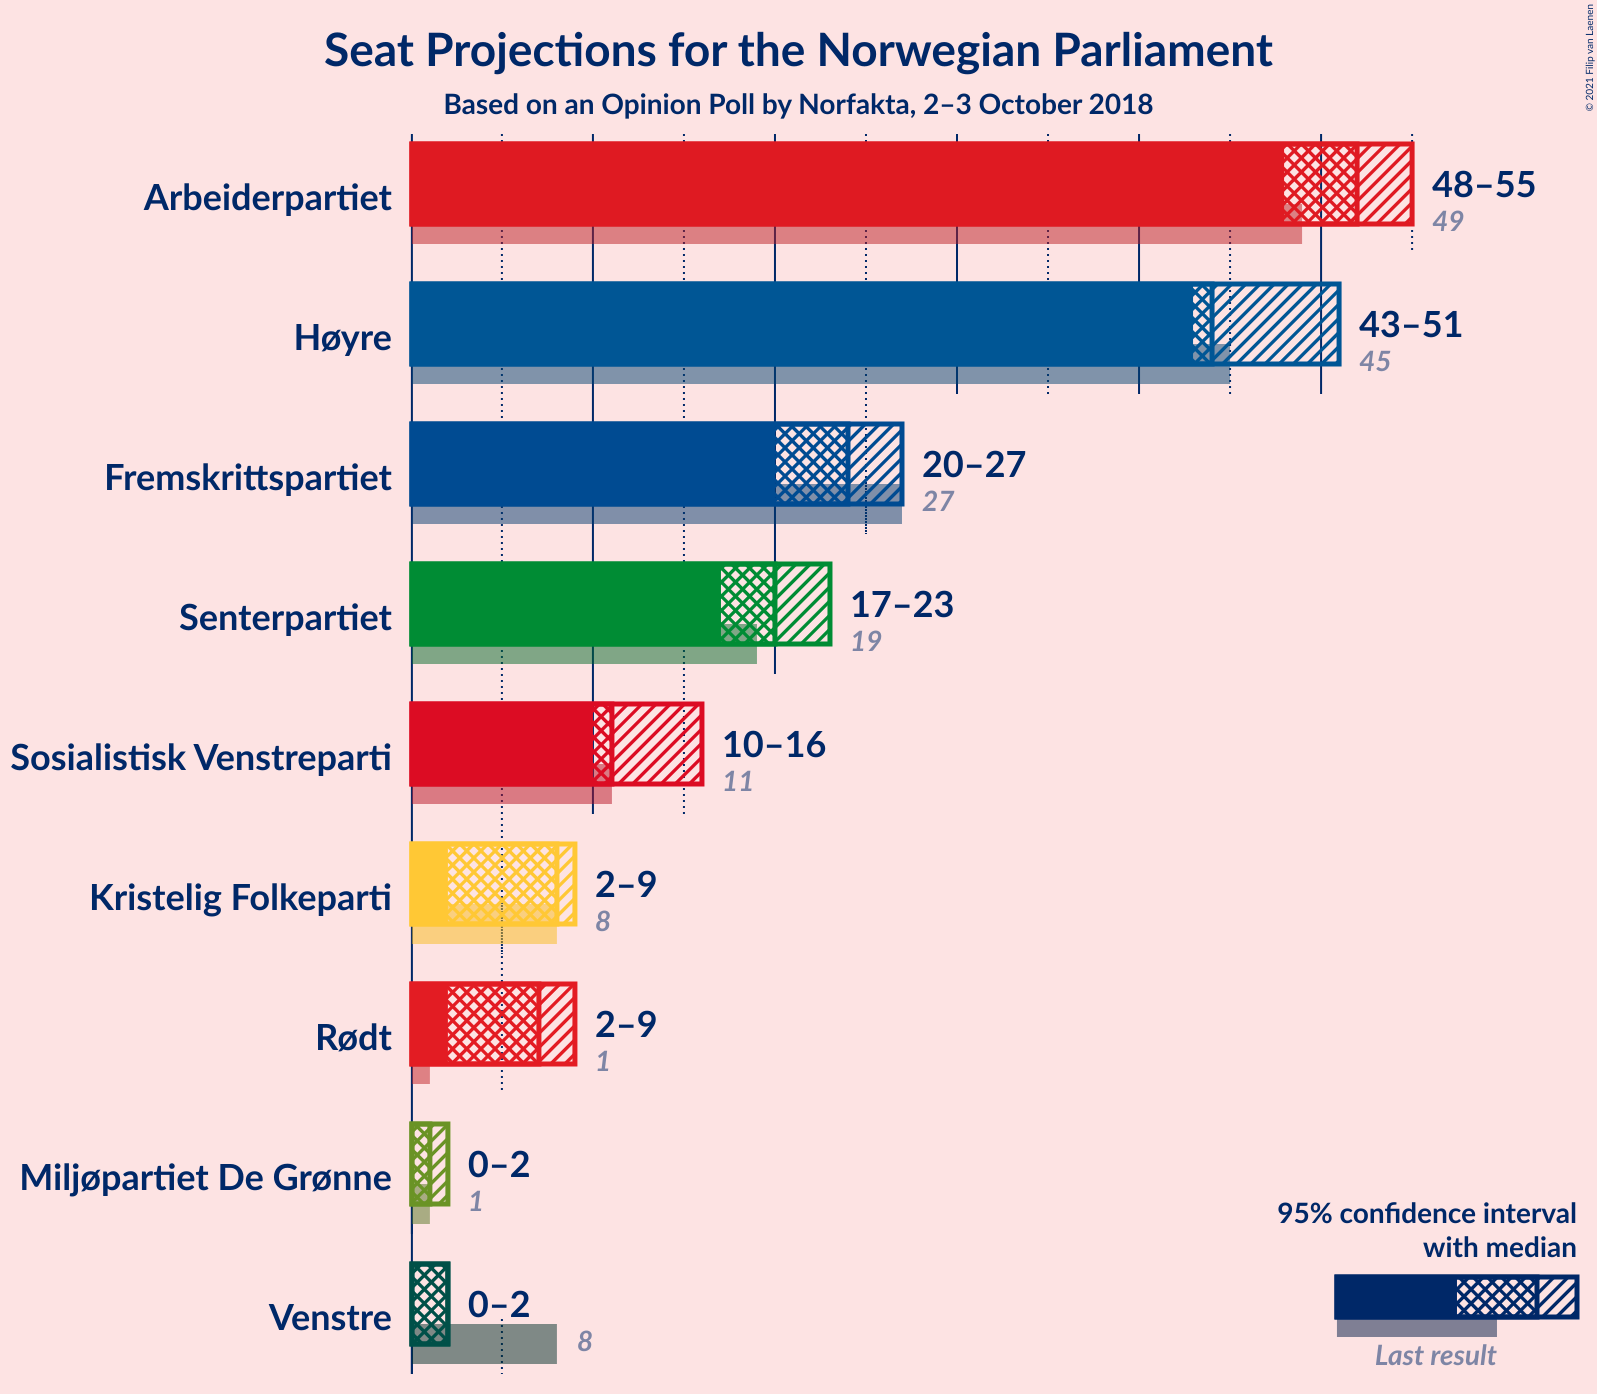 Seat Projections for the Norwegian Parliament
Based on an Opinion Poll by Norfakta, 2–3 October 2018
© 2021 Filip van Laenen
Arbeiderpartiet
48–55
49
Høyre
43–51
45
Fremskrittspartiet
20–27
27
Senterpartiet
17–23
19
Sosialistisk Venstreparti
10–16
11
Kristelig Folkeparti
2–9
8
Rødt
2–9
1
Miljøpartiet De Grønne
0–2
1
Venstre
0–2
8
95% confidence interval
with median
Last result